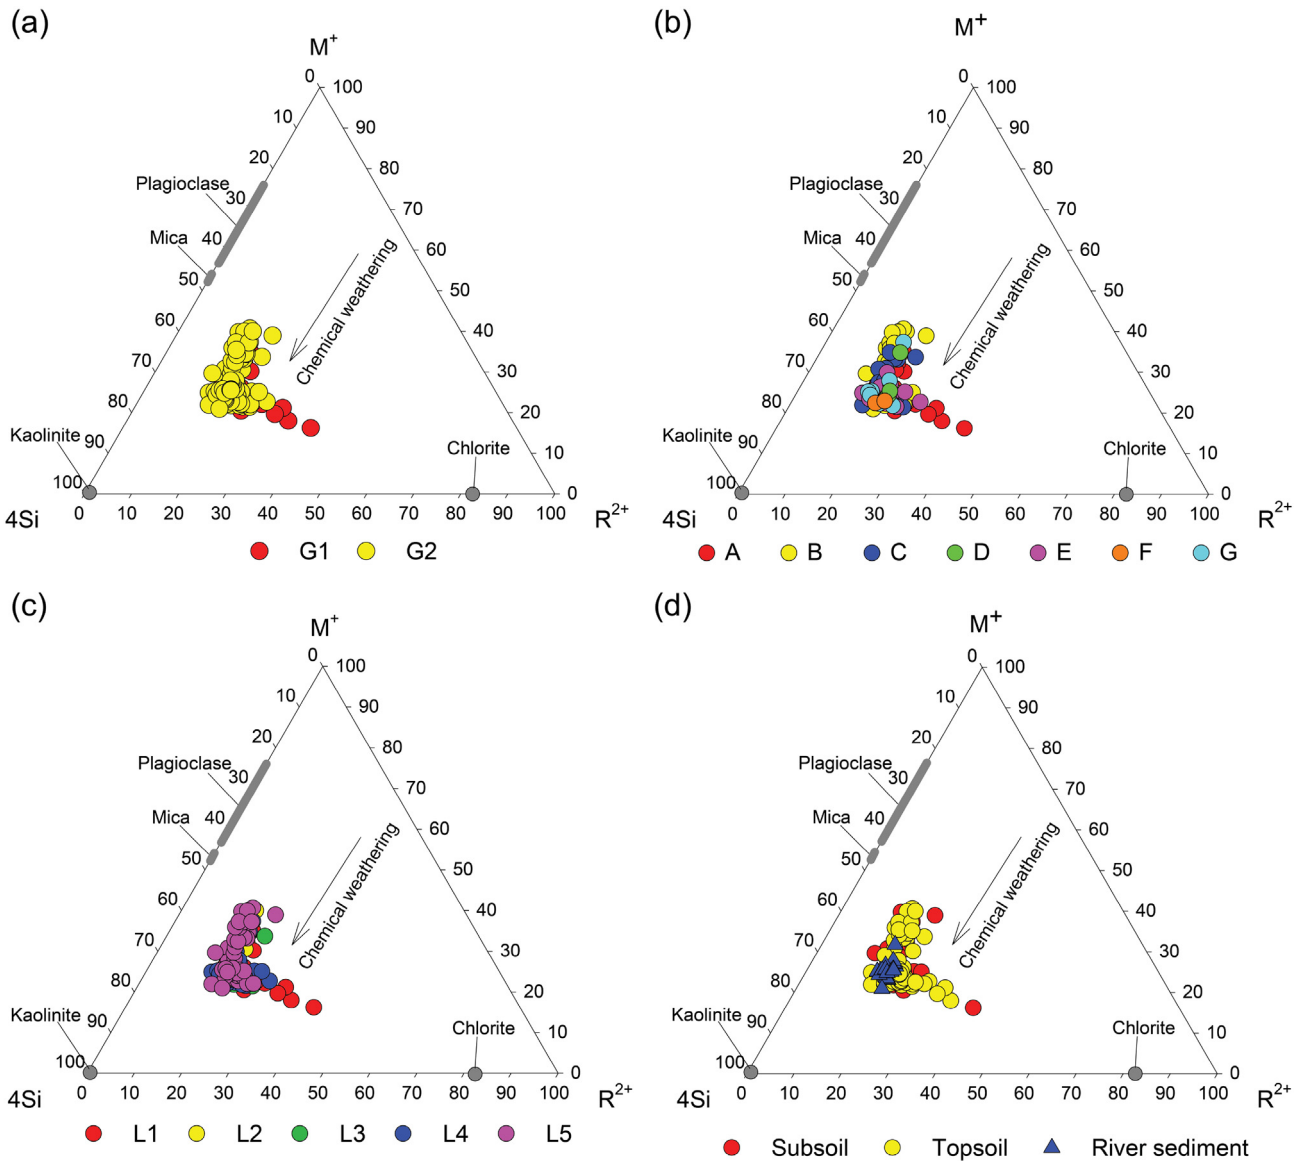 (a)
M+
0 100
10 90
20 80
Plagioclase 30 70
Mica 40 60
50 50
60 40
70 30
80 20
Kaolinite 90 10
100 0
Chemical weathering
Chlorite
4Si 0 10 20 30 40 50 60 70 80 90 100 R2+
G1 G2
(b)
M+
0 100
10 90
20 80
Plagioclase 30 70
Mica 40 60
50 50
60 40
70 30
80 20
Kaolinite 90 10
100 0
Chemical weathering
Chlorite
4Si 0 10 20 30 40 50 60 70 80 90 100 R2+
A B C D E F G
(c)
M+
0 100
10 90
20 80
Plagioclase 30 70
Mica 40 60
50 50
60 40
70 30
80 20
Kaolinite 90 10
100 0
Chemical weathering
Chlorite
4Si 0 10 20 30 40 50 60 70 80 90 100 R2+
L1 L2 L3 L4 L5
(d)
M+
0 100
10 90
20 80
Plagioclase 30 70
Mica 40 60
50 50
60 40
70 30
80 20
Kaolinite 90 10
100 0
Chemical weathering
Chlorite
4Si 0 10 20 30 40 50 60 70 80 90 100 R2+
Subsoil Topsoil River sediment